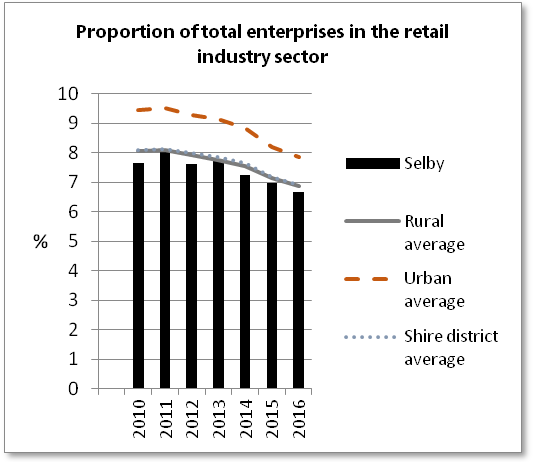 Proportion of total enterprises in the retail
industry sector
10
9
8
7
6
5
4
3
2
1
0
%
2010
2011
2012
2013
2014
2015
2016
Selby
Rural
average
Urban
average
Shire district
average